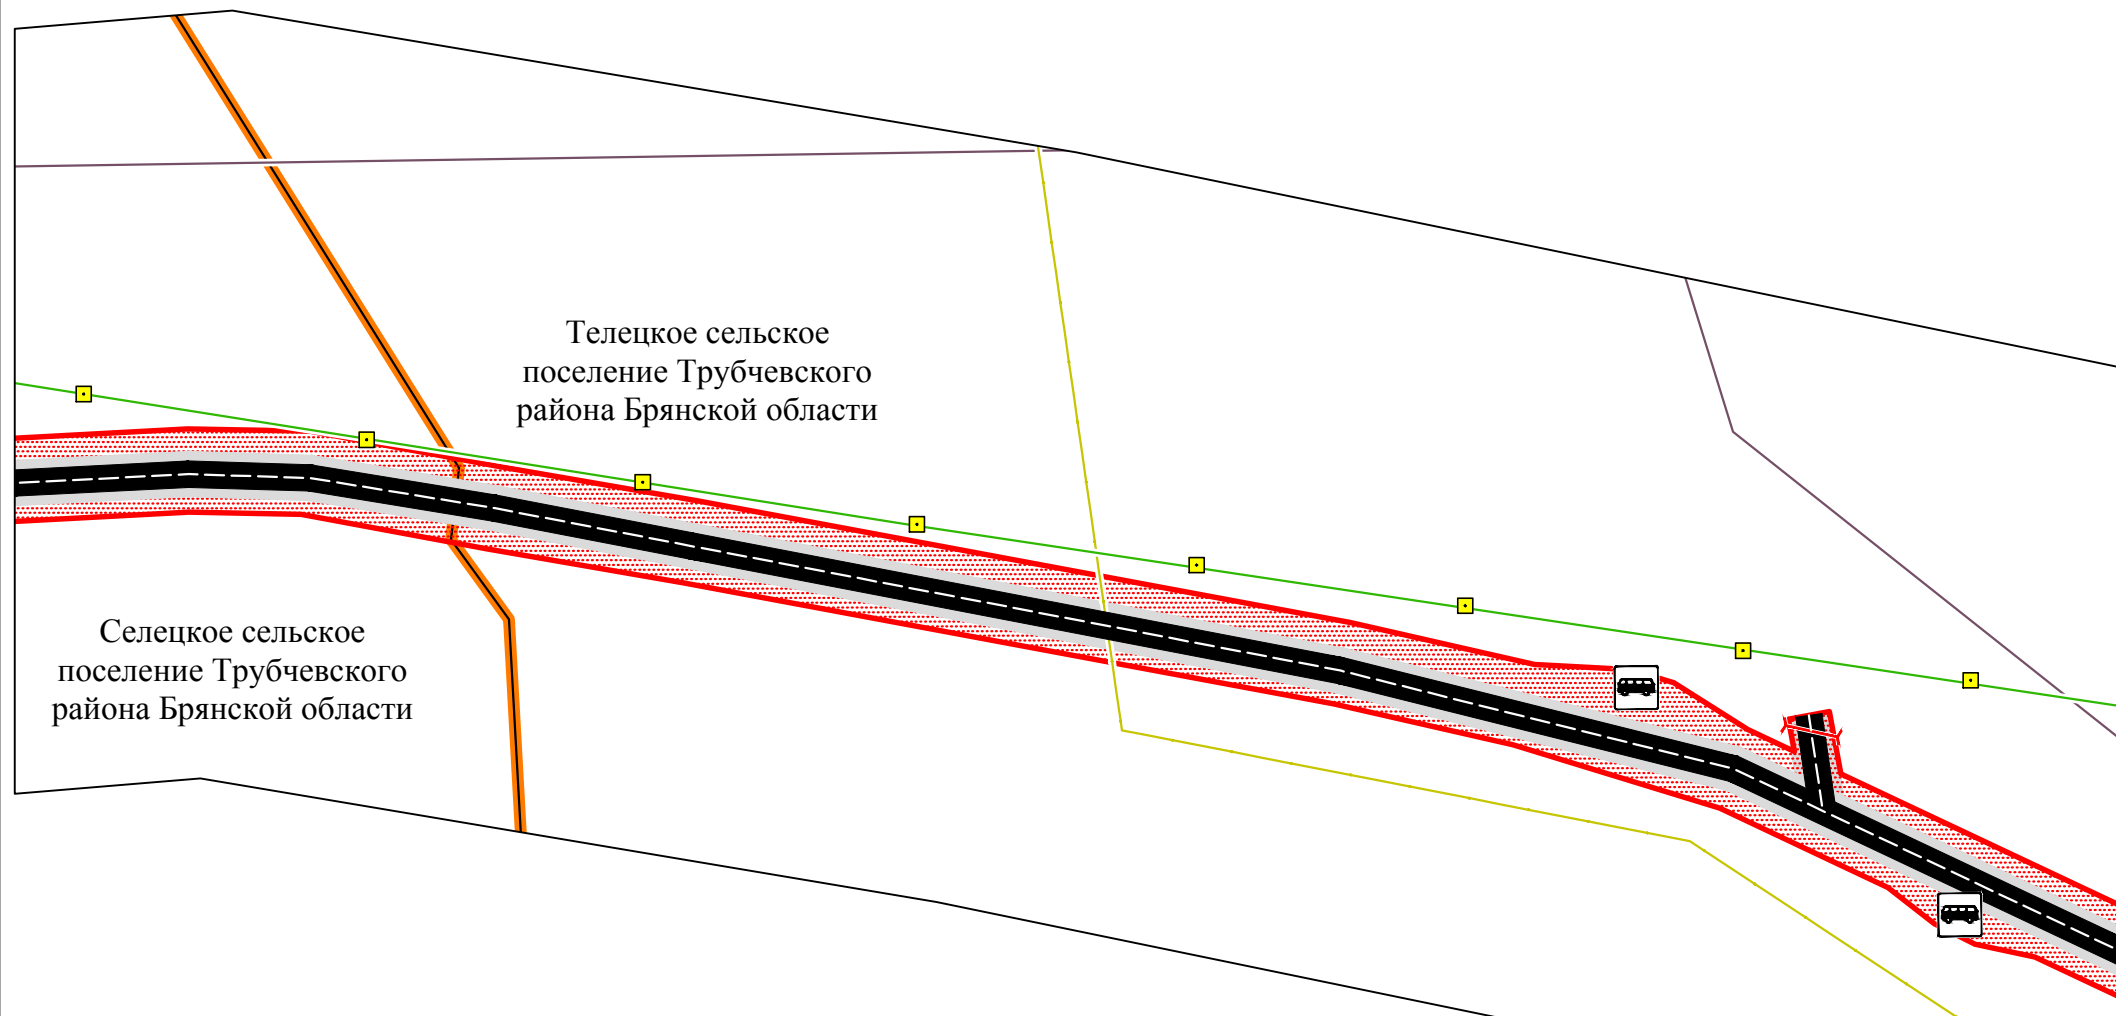 Телецкое сельское
поселение Трубчевского
района Брянской области
Селецкое сельское
поселение Трубчевского
района Брянской области